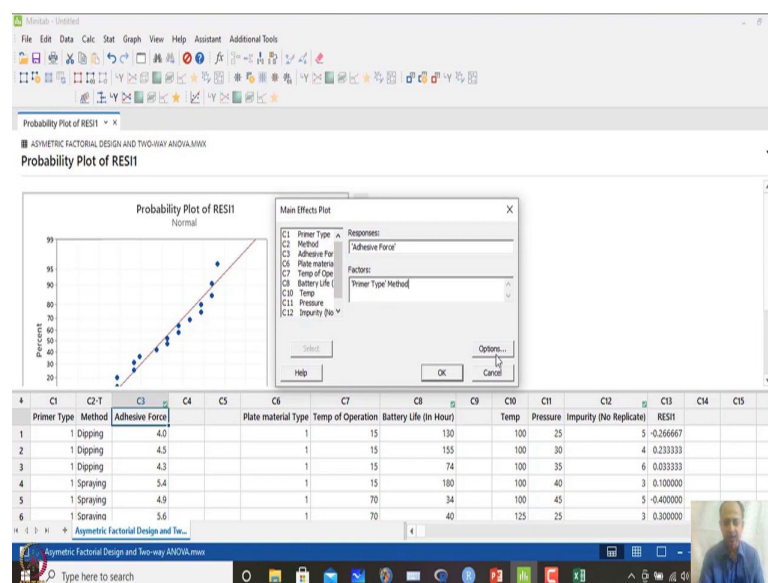 Minitab - Untitled
File Edit Data Calc Stat Graph View Help Assistant Additional Tools
Probability Plot of RESI1
ASYMETRIC FACTORIAL DESIGN AND TWO-WAY ANOVA.MWX
Probability Plot of RESI1
Probability Plot of RESI1
Normal
Percent
99
95
90
80
70
60
50
40
30
20
Main Effects Plot
C1 Primer Type
C2 Method
C3 Adhesive For
C6 Plate materia
C7 Temp of Ope
C8 Battery Life (
C10 Temp
C11 Pressure
C12 Impurity (No
Responses:
'Adhesive Force'
Factors:
'Primer Type' Method
Select
Options...
Help
OK
Cancel
C1 C2-T C3 C4 C5 C6 C7 C8 C9 C10 C11 C12 C13 C14 C15
Primer Type Method Adhesive Force Plate material Type Temp of Operation Battery Life (In Hour) Temp Pressure Impurity (No Replicate) RESI1
1 1 Dipping 4.0 1 15 130 100 25 5 -0.266667
2 1 Dipping 4.5 1 15 155 100 30 4 0.233333
3 1 Dipping 4.3 1 15 74 100 35 6 0.033333
4 1 Spraying 5.4 1 15 180 100 40 3 0.100000
5 1 Spraying 4.9 1 70 34 100 45 5 -0.400000
6 1 Spraying 5.6 1 70 40 125 25 3 0.300000
Asymetric Factorial Design and Tw...
Asymetric Factorial Design and Two-way ANOVA.mwx
Type here to search